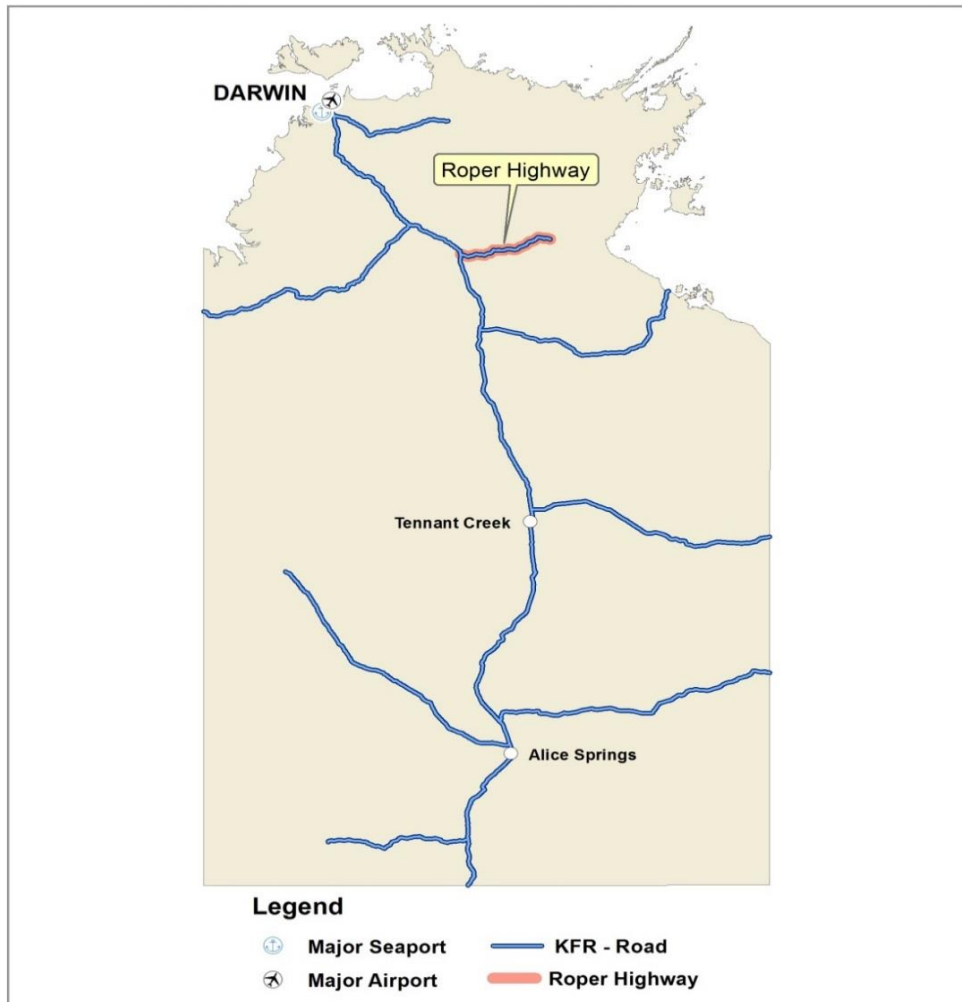 DARWIN
Roper Highway
Tennant Creek
Alice Springs
Legend
Major Seaport
KFR - Road
Major Airport
Roper Highway